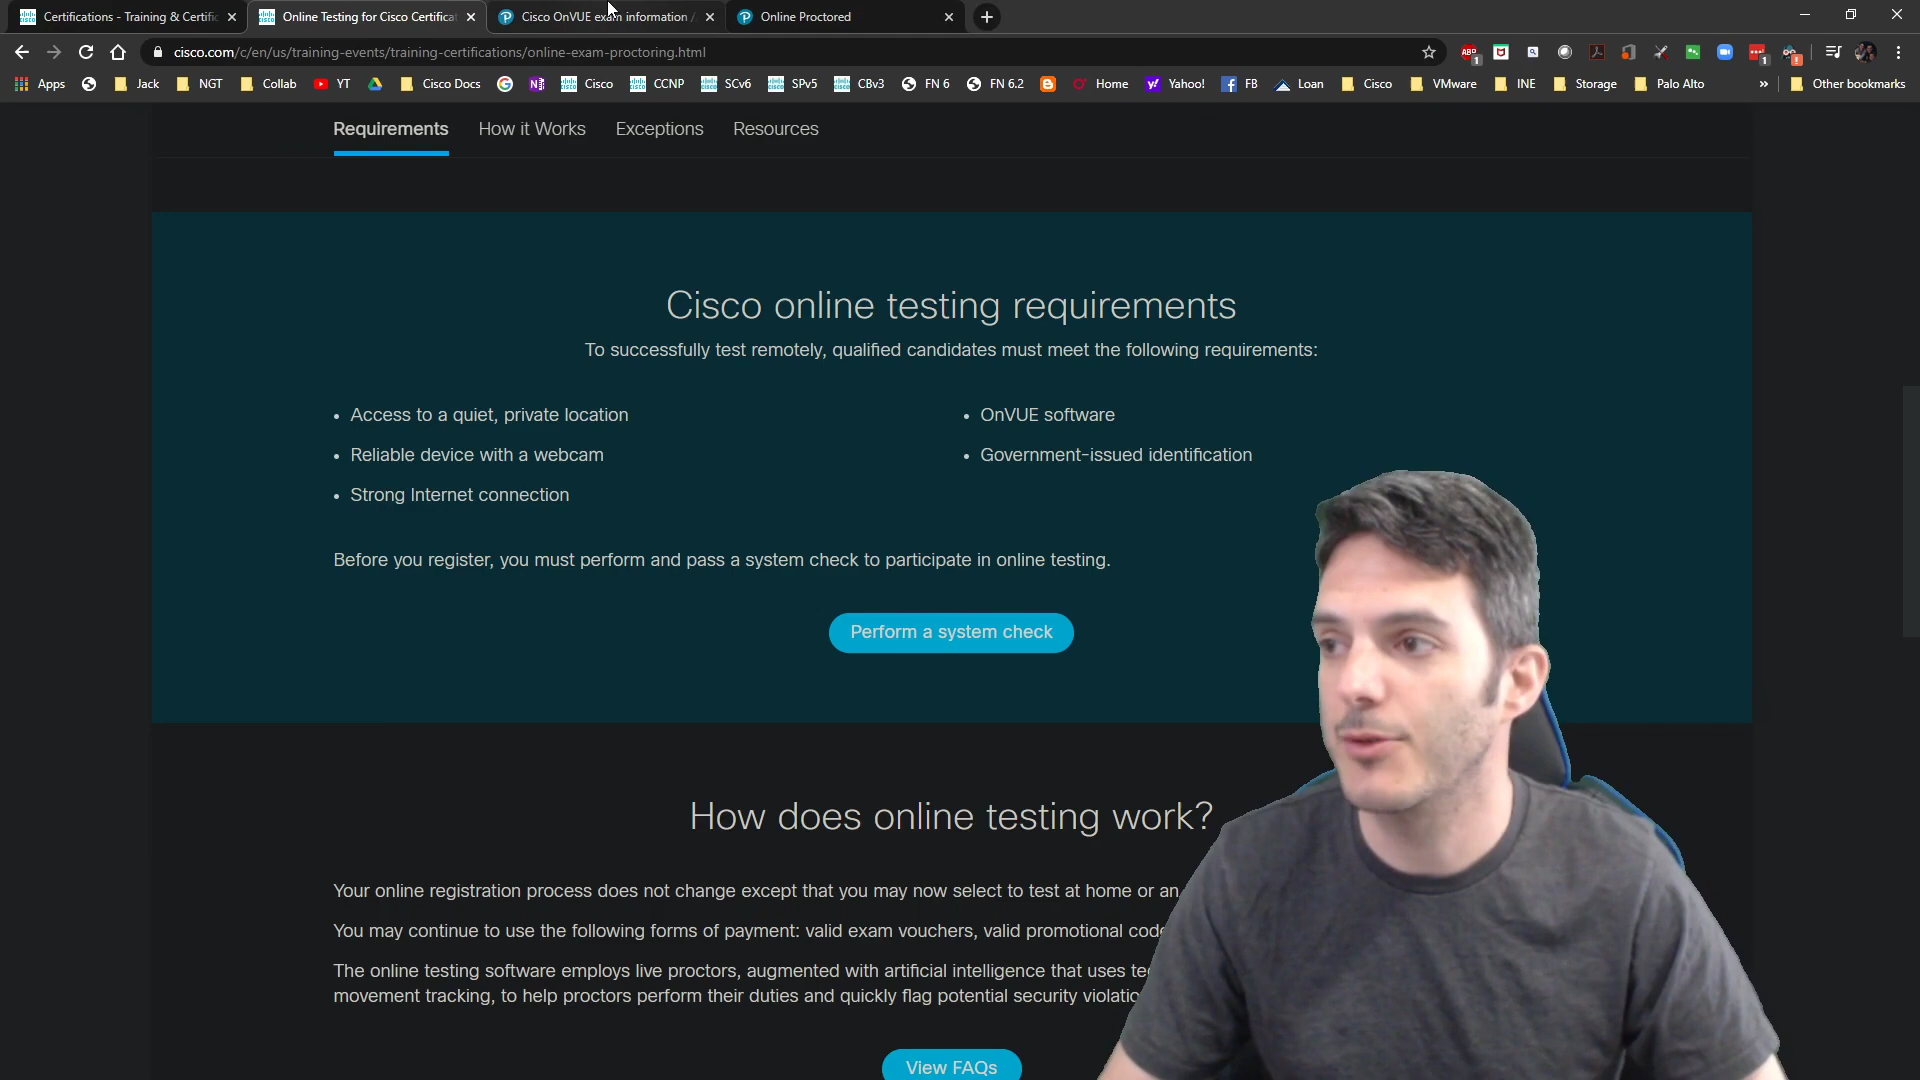 Certifications - Training & Certific
Online Testing for Cisco Certificat
Cisco OnVUE exam information /
Online Proctored
cisco.com/c/en/us/training-events/training-certifications/online-exam-proctoring.html
Apps Jack NGT Collab YT Cisco Docs Cisco CCNP SCv6 SPv5 CBv3 FN 6 FN 6.2 Home Yahoo! FB Loan Cisco VMware INE Storage Palo Alto » Other bookmarks
Requirements How it Works Exceptions Resources
Cisco online testing requirements
To successfully test remotely, qualified candidates must meet the following requirements:
• Access to a quiet, private location
• Reliable device with a webcam
• Strong Internet connection
• OnVUE software
• Government-issued identification
Before you register, you must perform and pass a system check to participate in online testing.
Perform a system check
How does online testing work?
Your online registration process does not change except that you may now select to test at home or an
You may continue to use the following forms of payment: valid exam vouchers, valid promotional code
The online testing software employs live proctors, augmented with artificial intelligence that uses te
movement tracking, to help proctors perform their duties and quickly flag potential security violatio
View FAQs